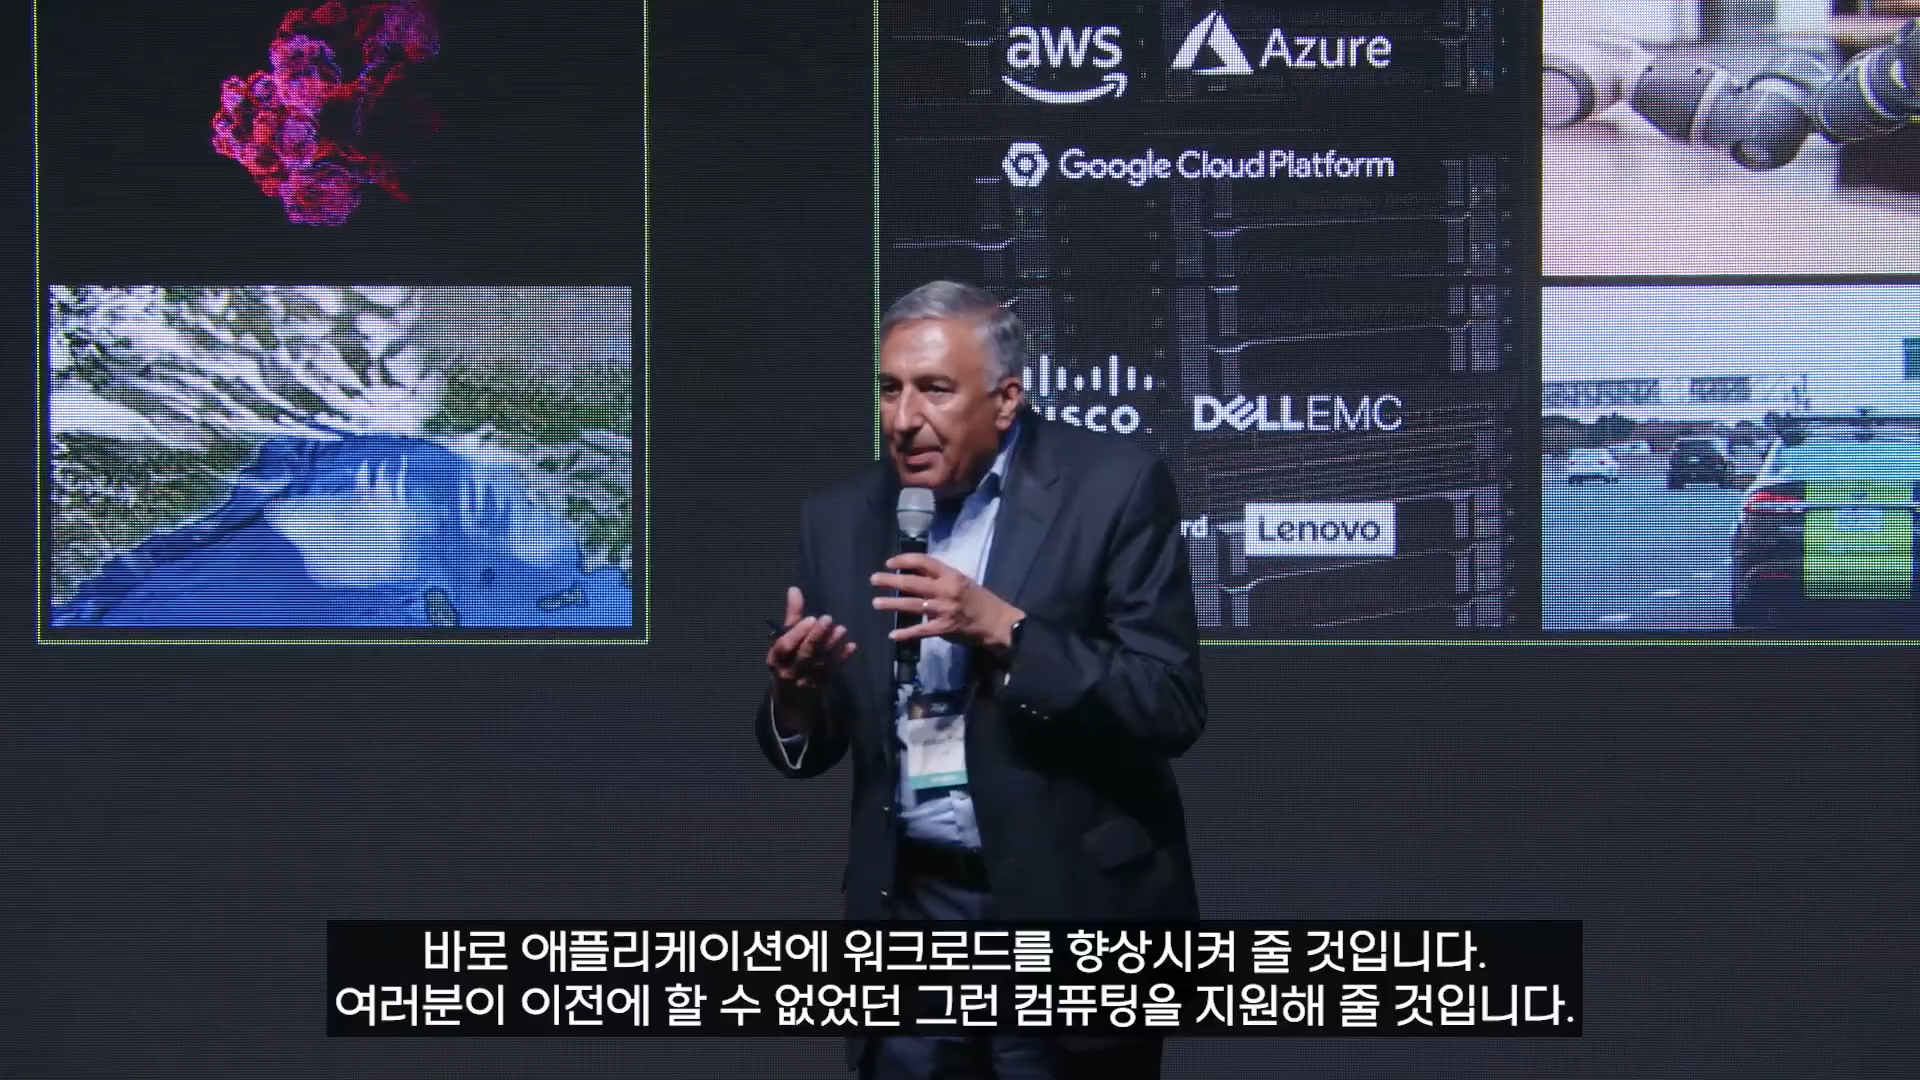 aws
Azure
Google Cloud Platform
DELLEMC
Lenovo
바로 애플리케이션에 워크로드를 향상시켜 줄 것입니다.
여러분이 이전에 할 수 없었던 그런 컴퓨팅을 지원해 줄 것입니다.